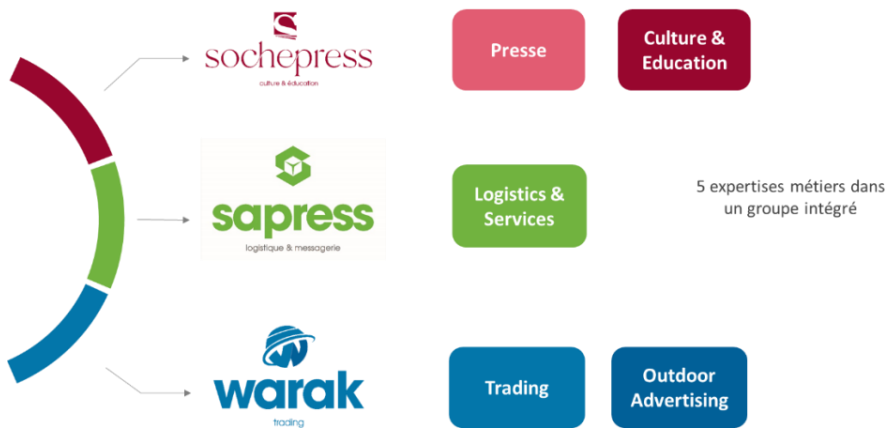 sochepress
culture & éducation
Presse
Culture &
Education
sapress
logistique & messagerie
Logistics &
Services
5 expertises métiers dans
un groupe intégré
warak
trading
Trading
Outdoor
Advertising